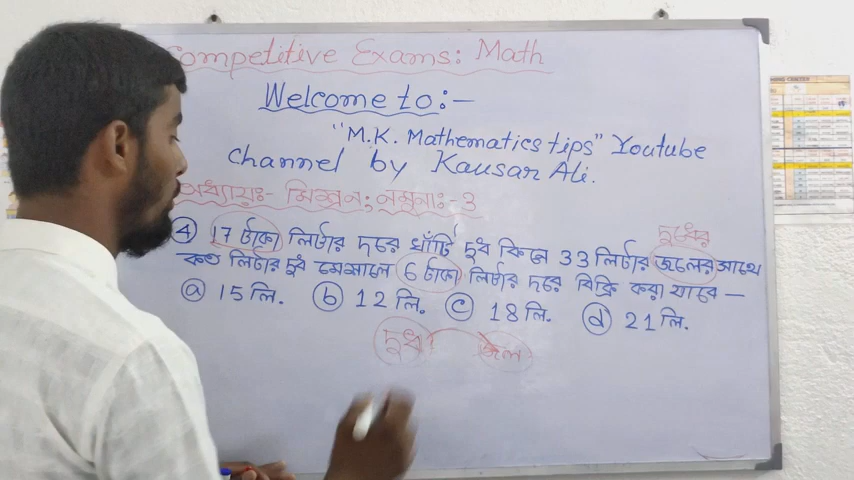 Competitive Exams: Math
Welcome to:-
"M.K. Mathematics tips" Youtube
channel by Kausar Ali.
অধ্যায়ঃ- মিশ্রন; নমুনাঃ-3
দুধের
④ 17 টাকা লিটার দরে খাঁটি দুধ কিনে 33 লিটার জলের সাথে
কত লিটার দুধ মেশালে 6 টাকা লিটার দরে বিক্রি করা যাবে —
ⓐ 15 লি. ⓑ 12 লি. ⓒ 18 লি. ⓓ 21 লি.
দুধ জল